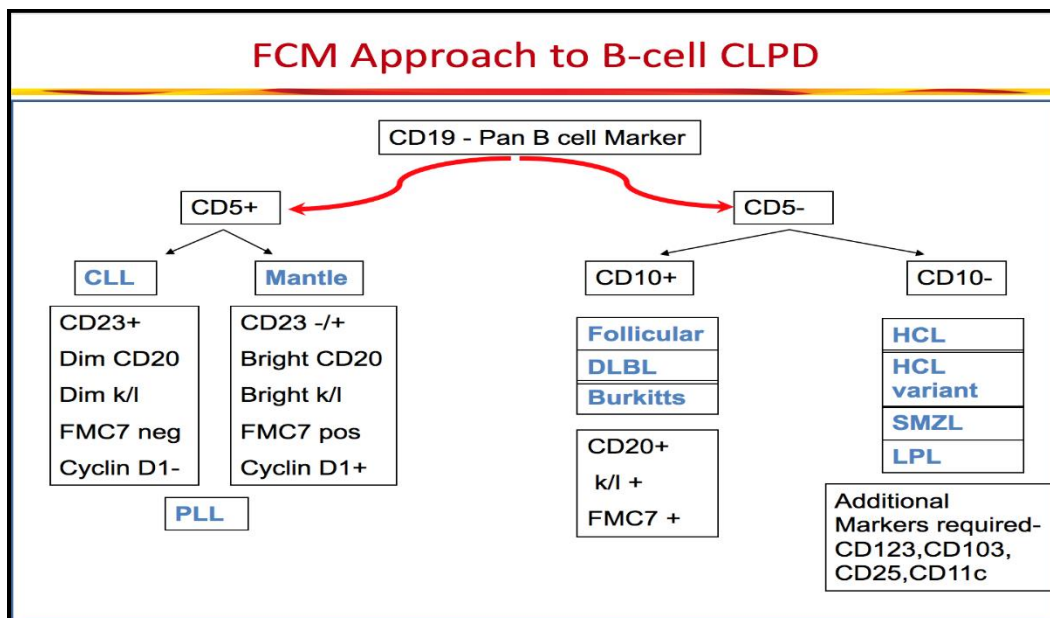 FCM Approach to B-cell CLPD
CD19 - Pan B cell Marker
CD5+
CD5-
CLL
Mantle
CD10+
CD10-
CD23+
Dim CD20
Dim k/l
FMC7 neg
Cyclin D1-
CD23 -/+
Bright CD20
Bright k/l
FMC7 pos
Cyclin D1+
PLL
Follicular
DLBL
Burkitts
CD20+
k/l +
FMC7 +
HCL
HCL
variant
SMZL
LPL
Additional
Markers required-
CD123,CD103,
CD25,CD11c